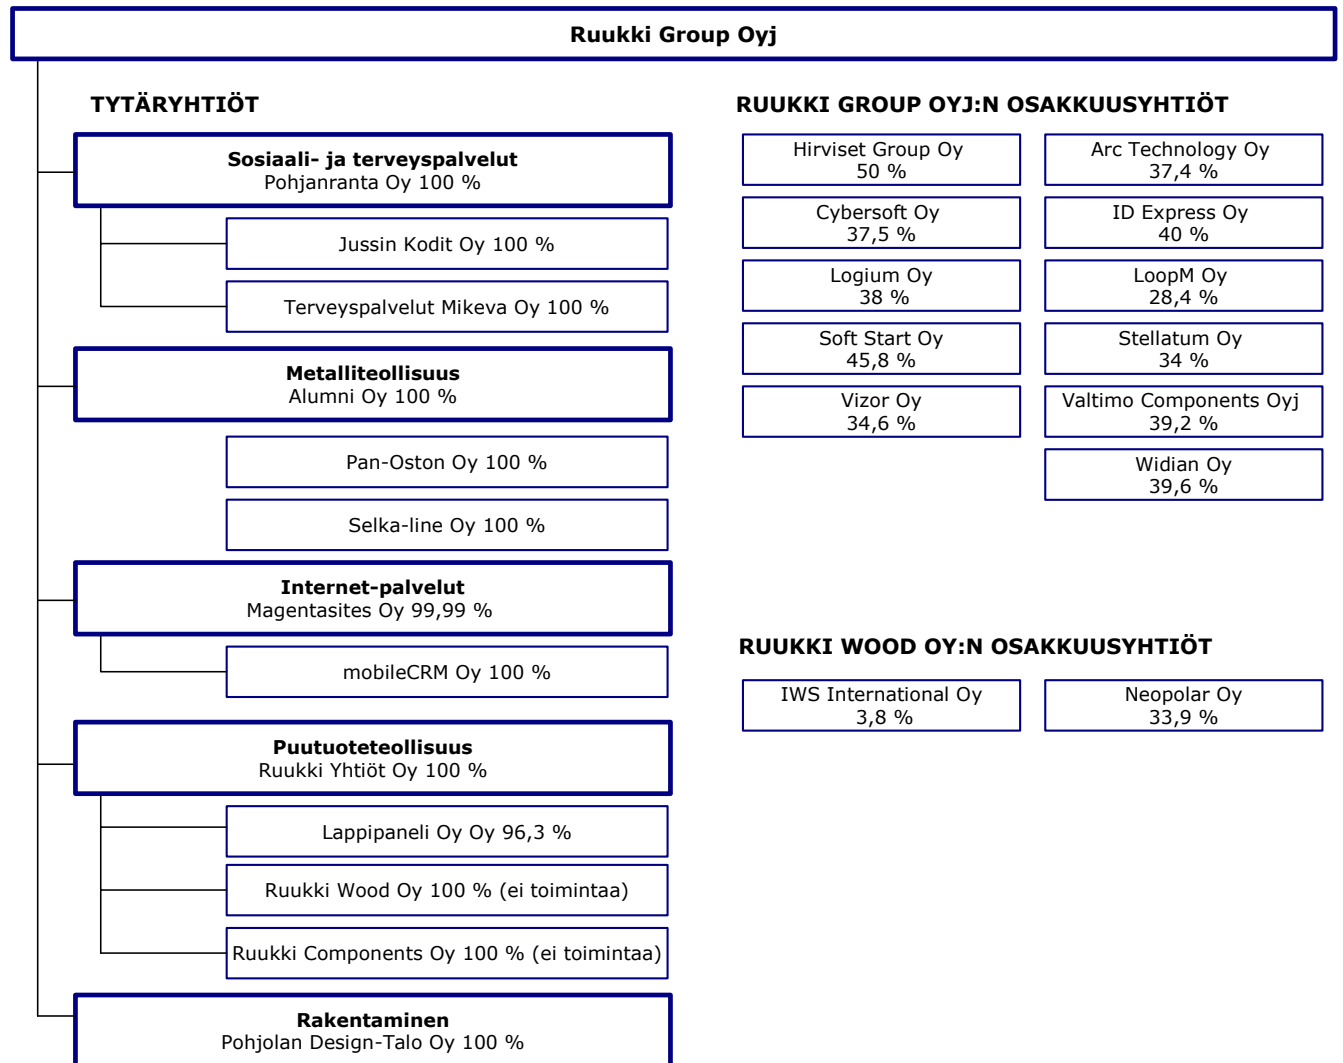 Ruukki Group Oyj
TYTÄRYHTIÖT
Sosiaali- ja terveyspalvelut
Pohjanranta Oy 100 %
Jussin Kodit Oy 100 %
Terveyspalvelut Mikeva Oy 100 %
Metalliteollisuus
Alumni Oy 100 %
Pan-Oston Oy 100 %
Selka-line Oy 100 %
Internet-palvelut
Magentasites Oy 99,99 %
mobileCRM Oy 100 %
Puutuoteteollisuus
Ruukki Yhtiöt Oy 100 %
Lappipaneli Oy Oy 96,3 %
Ruukki Wood Oy 100 % (ei toimintaa)
Ruukki Components Oy 100 % (ei toimintaa)
Rakentaminen
Pohjolan Design-Talo Oy 100 %
RUUKKI GROUP OYJ:N OSAKKUUSYHTIÖT
Hirviset Group Oy
50 %
Arc Technology Oy
37,4 %
Cybersoft Oy
37,5 %
ID Express Oy
40 %
Logium Oy
38 %
LoopM Oy
28,4 %
Soft Start Oy
45,8 %
Stellatum Oy
34 %
Vizor Oy
34,6 %
Valtimo Components Oyj
39,2 %
Widian Oy
39,6 %
RUUKKI WOOD OY:N OSAKKUUSYHTIÖT
IWS International Oy
3,8 %
Neopolar Oy
33,9 %